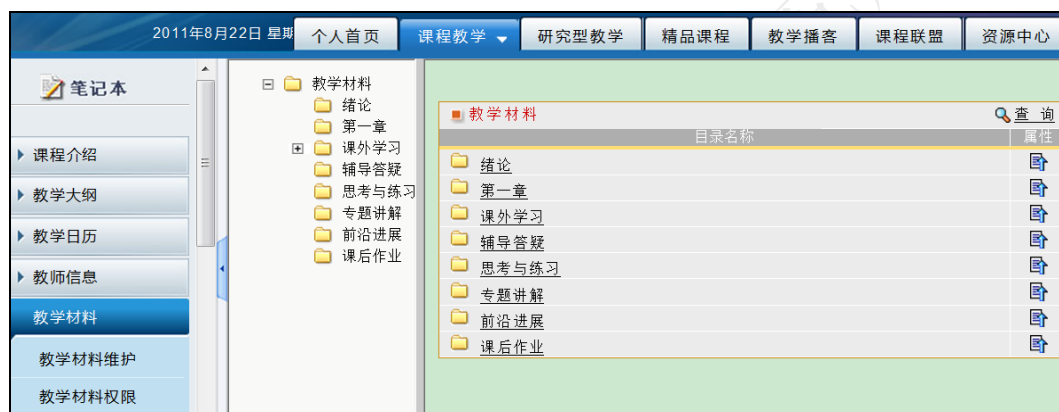 2011年8月22日 星期 个人首页 课程教学 研究型教学 精品课程 教学播客 课程联盟 资源中心
笔记本
课程介绍
教学大纲
教学日历
教师信息
教学材料
教学材料维护
教学材料权限
教学材料
绪论
第一章
课外学习
辅导答疑
思考与练习
专题讲解
前沿进展
课后作业
教学材料 查 询
目录名称 属性
绪论
第一章
课外学习
辅导答疑
思考与练习
专题讲解
前沿进展
课后作业